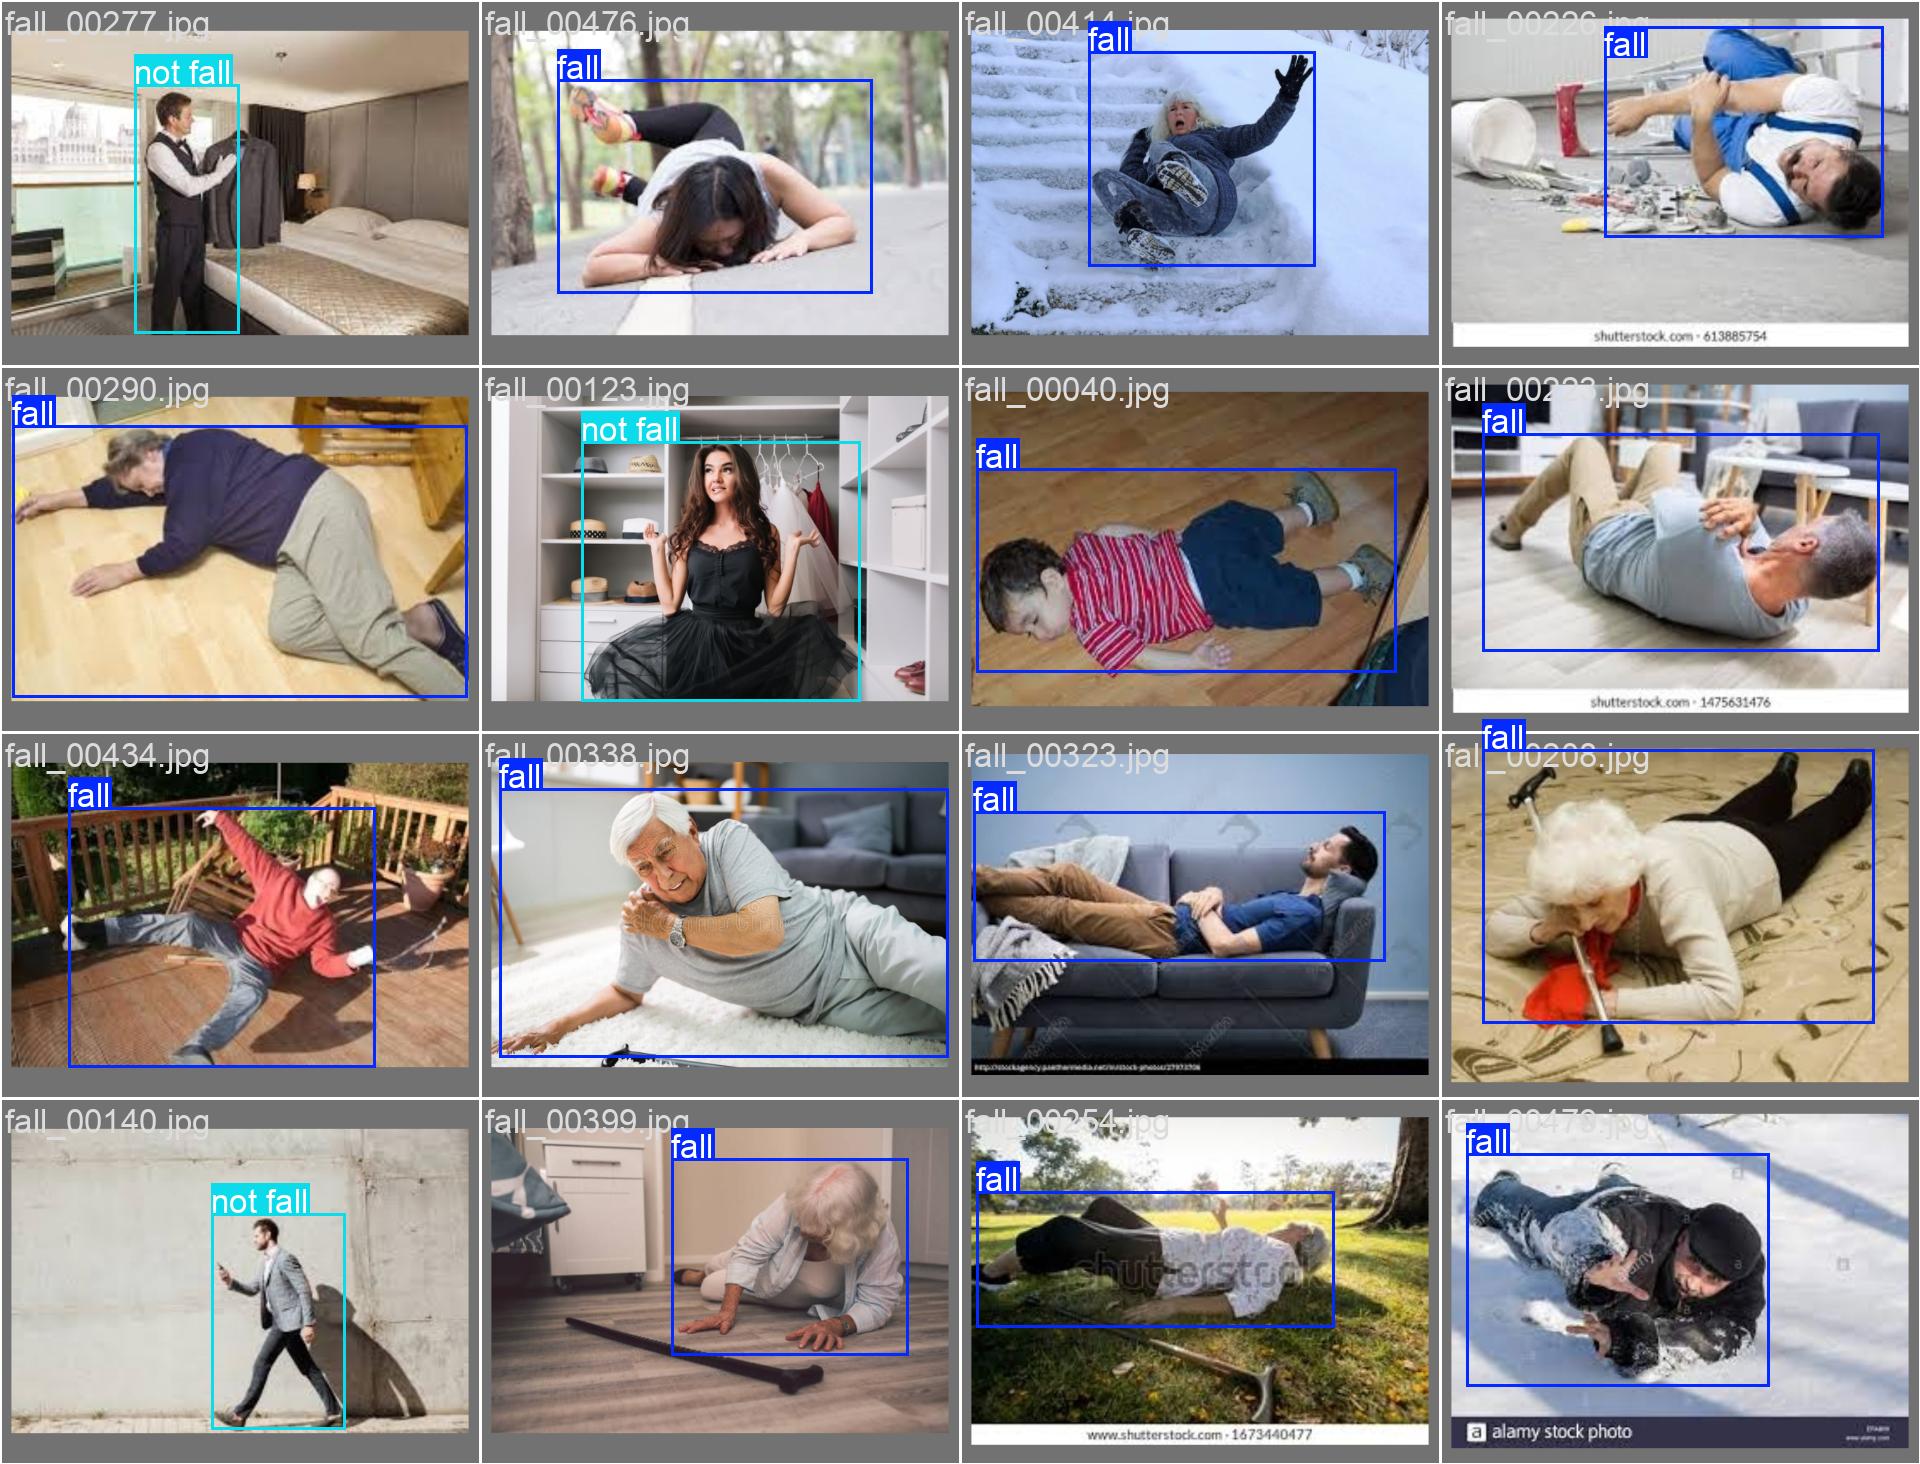 fall_00277.jpg
not fall
fall_00476.jpg
fall
fall_00414.jpg
fall
fall_00226.jpg
fall
shutterstock.com · 613885754
fall_00290.jpg
fall
fall_00123.jpg
not fall
fall_00040.jpg
fall
fall_00223.jpg
fall
shutterstock.com · 1475631476
fall_00434.jpg
fall
fall_00338.jpg
fall
fall_00323.jpg
fall
fall_00208.jpg
fall
fall_00140.jpg
not fall
fall_00399.jpg
fall
fall_00254.jpg
fall
shutterstock
www.shutterstock.com · 1673440477
fall_00479.jpg
fall
a alamy stock photo